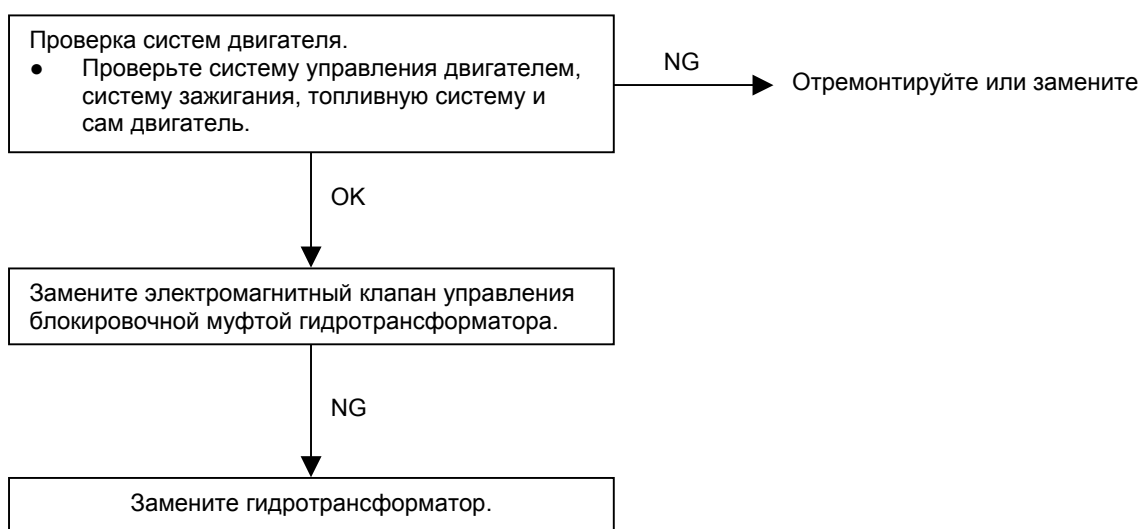 Проверка систем двигателя.
● Проверьте систему управления двигателем,
систему зажигания, топливную систему и
сам двигатель.
NG
Отремонтируйте или замените
OK
Замените электромагнитный клапан управления
блокировочной муфтой гидротрансформатора.
NG
Замените гидротрансформатор.